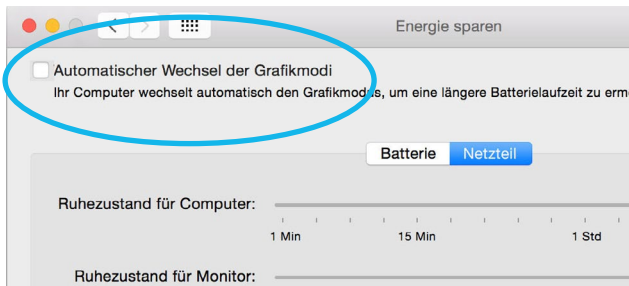 Energie sparen
Automatischer Wechsel der Grafikmodi
Ihr Computer wechselt automatisch den Grafikmodus, um eine längere Batterielaufzeit zu erm
Batterie Netzteil
Ruhezustand für Computer:
1 Min 15 Min 1 Std
Ruhezustand für Monitor: